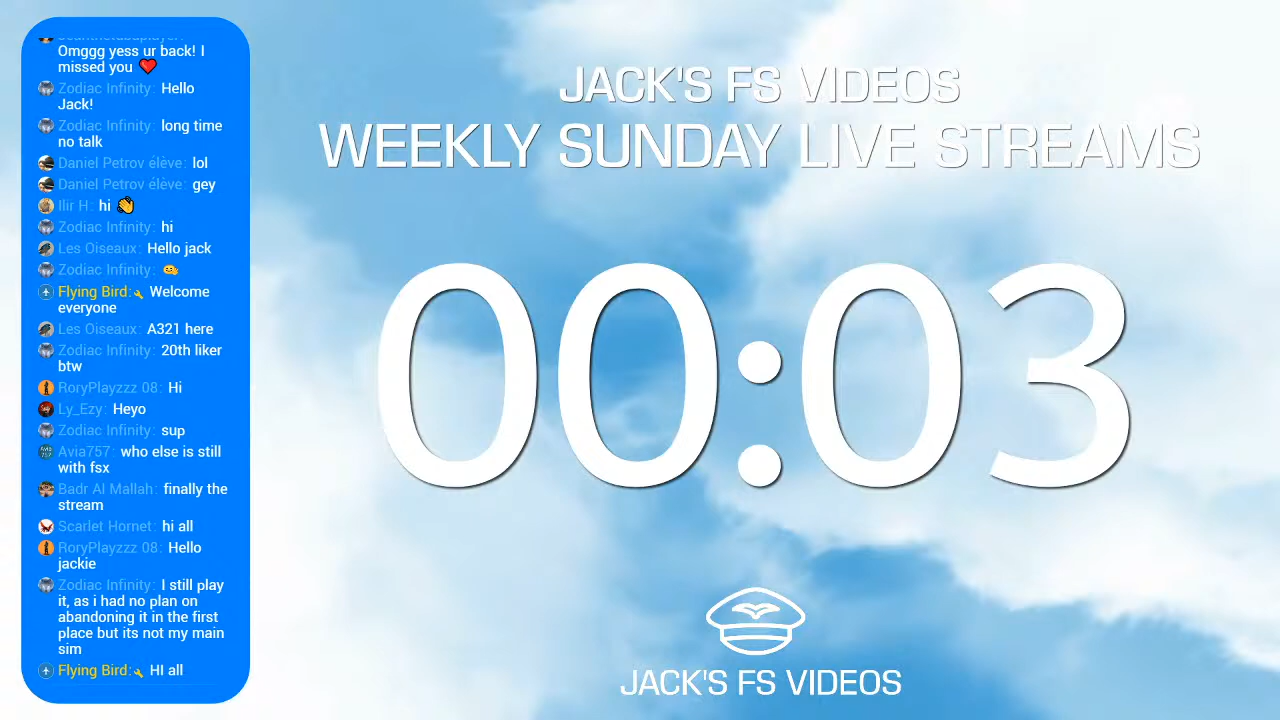 Omggg yess ur back! I
missed you ❤️
Zodiac Infinity: Hello
Jack!
Zodiac Infinity: long time
no talk
Daniel Petrov élève: lol
Daniel Petrov élève: gey
Ilir H: hi 👋
Zodiac Infinity: hi
Les Oiseaux: Hello jack
Zodiac Infinity:
Flying Bird: Welcome
everyone
Les Oiseaux: A321 here
Zodiac Infinity: 20th liker
btw
RoryPlayzzz 08: Hi
Ly_Ezy: Heyo
Zodiac Infinity: sup
Avia757: who else is still
with fsx
Badr Al Mallah: finally the
stream
Scarlet Hornet: hi all
RoryPlayzzz 08: Hello
jackie
Zodiac Infinity: I still play
it, as i had no plan on
abandoning it in the first
place but its not my main
sim
Flying Bird: HI all
JACK'S FS VIDEOS
WEEKLY SUNDAY LIVE STREAMS
00:03
JACK'S FS VIDEOS